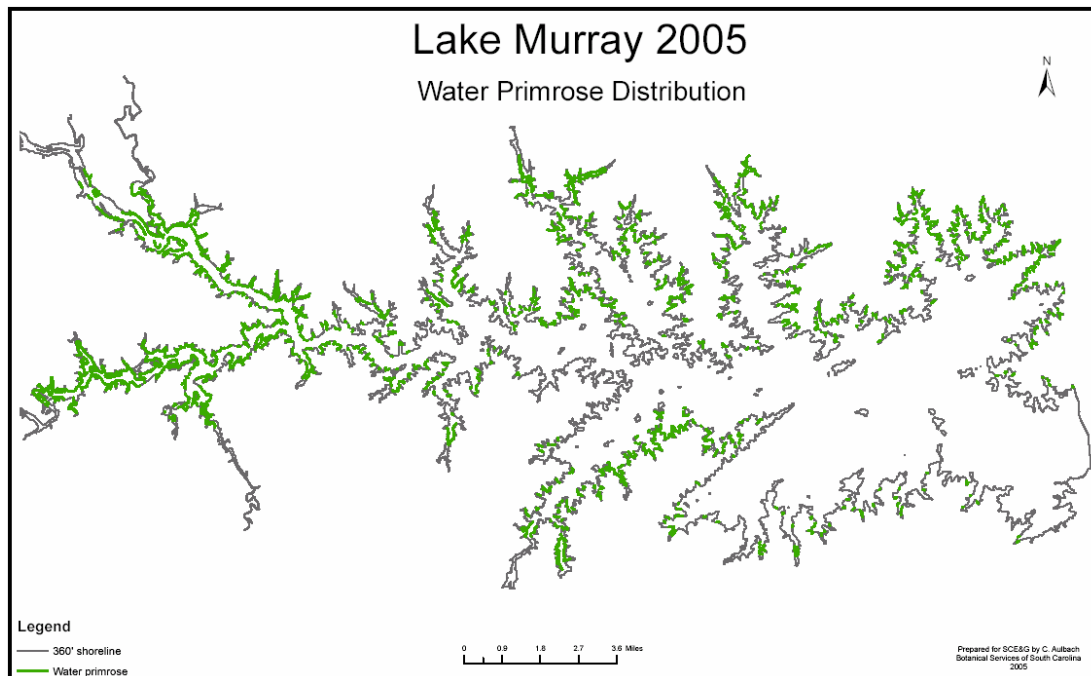 Lake Murray 2005
Water Primrose Distribution
N
Legend
360' shoreline
Water primrose
0 0.9 1.8 2.7 3.6 Miles
Prepared for SCE&G by C. Aulbach
Botanical Services of South Carolina
2005